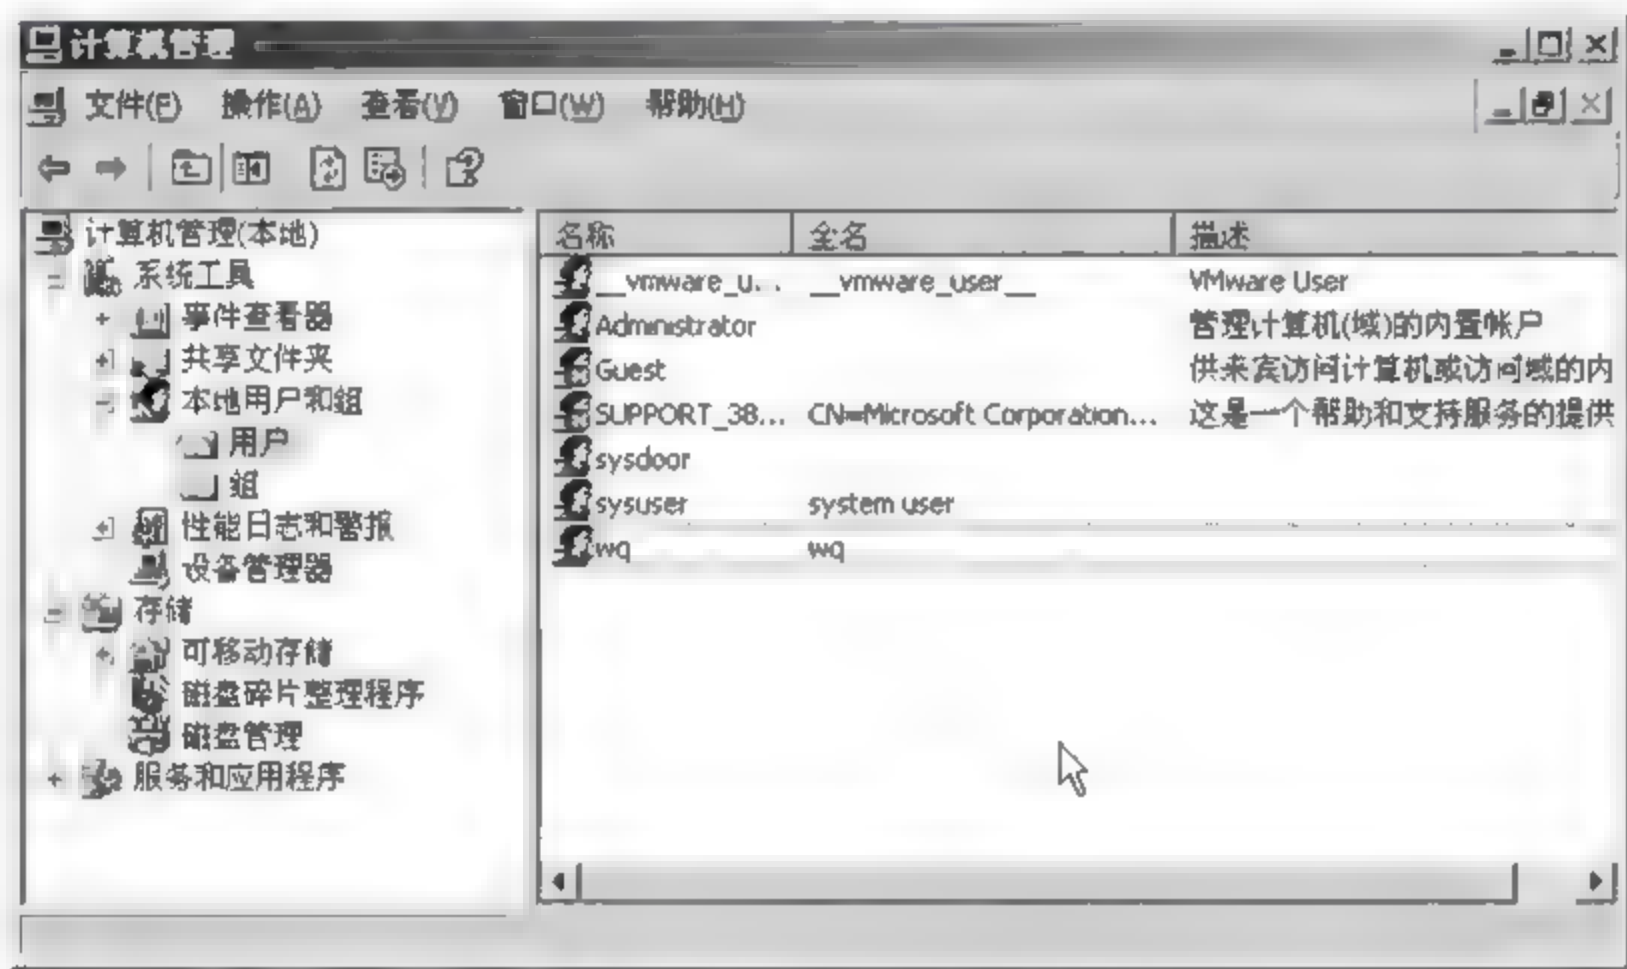 计算机管理
文件(F) 操作(A) 查看(V) 窗口(W) 帮助(H)
计算机管理(本地)
系统工具
事件查看器
共享文件夹
本地用户和组
用户
组
性能日志和警报
设备管理器
存储
可移动存储
磁盘碎片整理程序
磁盘管理
服务和应用程序
名称 全名 描述
__vmware_u... __vmware_user__ VMware User
Administrator 管理计算机(域)的内置帐户
Guest 供来宾访问计算机或访问域的内
SUPPORT_38... CN=Microsoft Corporation... 这是一个帮助和支持服务的提供
sysdoor
sysuser system user
wq wq